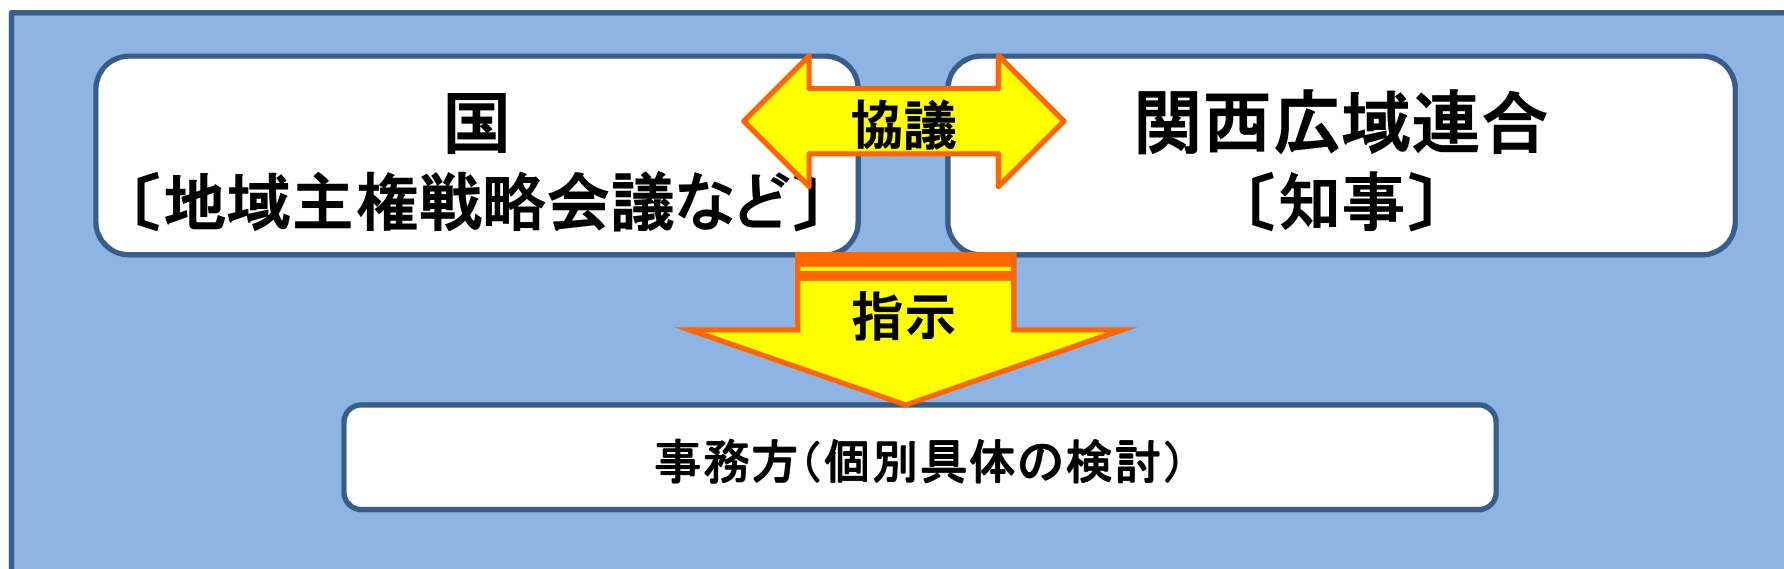 国
〔地域主権戦略会議など〕
協議
関西広域連合
〔知事〕
指示
事務方（個別具体の検討）